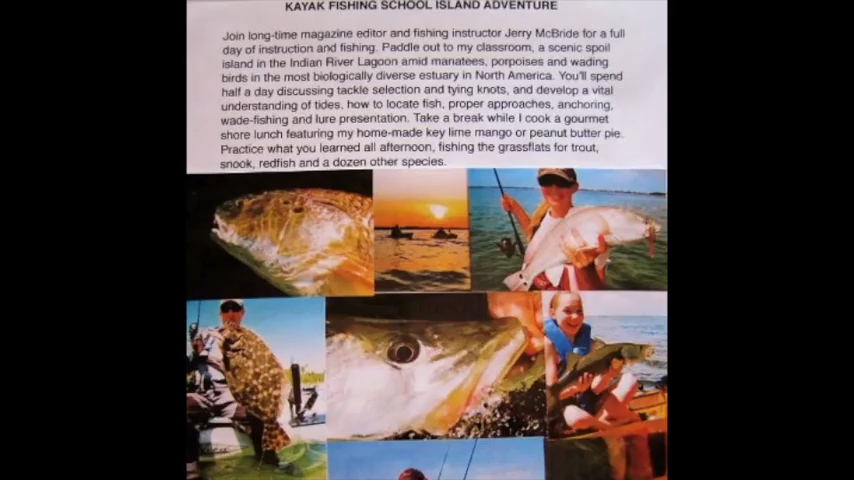 KAYAK FISHING SCHOOL ISLAND ADVENTURE
Join long-time magazine editor and fishing instructor Jerry McBride for a full
day of instruction and fishing. Paddle out to my classroom, a scenic spoil
island in the Indian River Lagoon amid manatees, porpoises and wading
birds in the most biologically diverse estuary in North America. You'll spend
half a day discussing tackle selection and tying knots, and develop a vital
understanding of tides, how to locate fish, proper approaches, anchoring,
wade-fishing and lure presentation. Take a break while I cook a gourmet
shore lunch featuring my home-made key lime mango or peanut butter pie.
Practice what you learned all afternoon, fishing the grassflats for trout,
snook, redfish and a dozen other species.